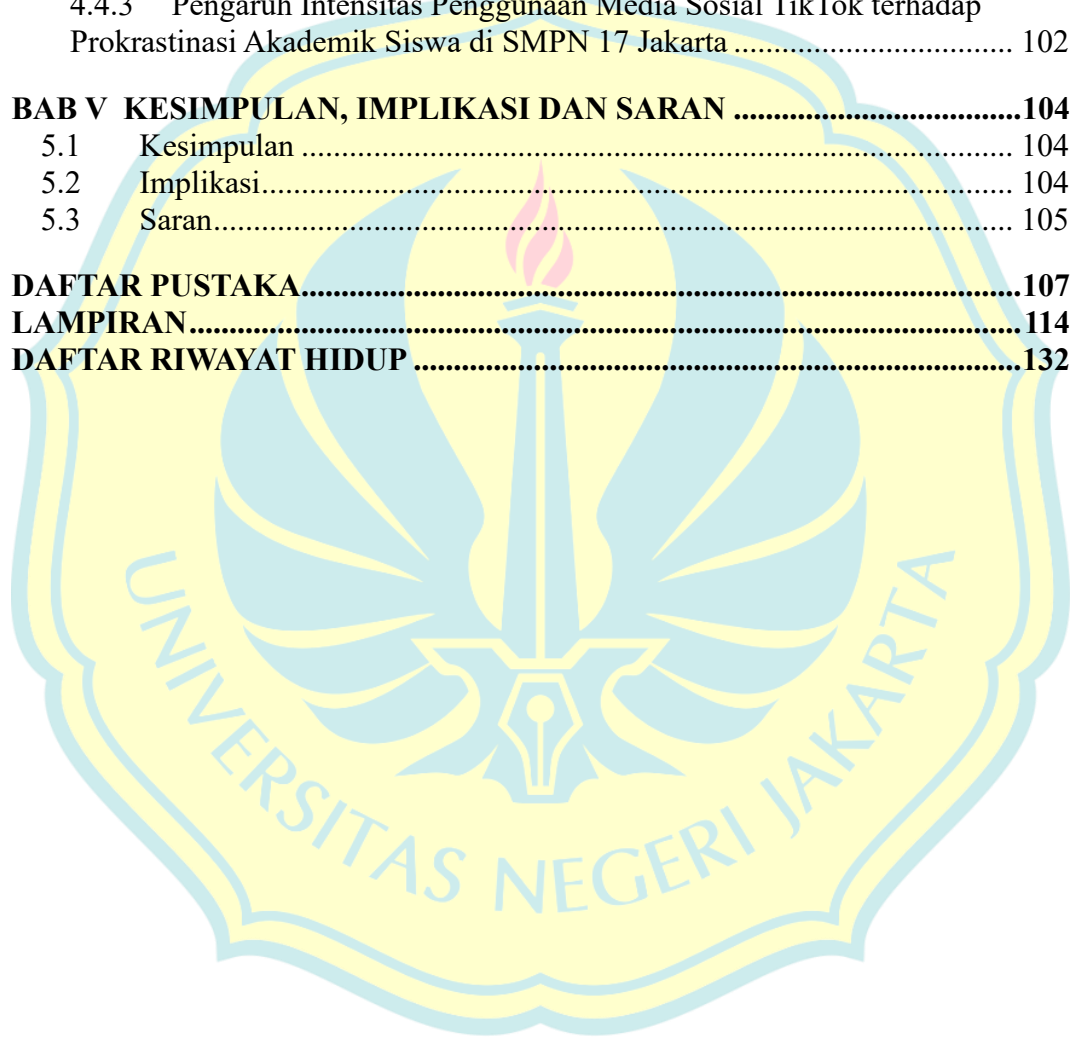 4.4.3 Pengaruh Intensitas Penggunaan Media Sosial TikTok terhadap
Prokrastinasi Akademik Siswa di SMPN 17 Jakarta .................................. 102
BAB V KESIMPULAN, IMPLIKASI DAN SARAN ...................................104
5.1 Kesimpulan ....................................................................................... 104
5.2 Implikasi............................................................................................ 104
5.3 Saran.................................................................................................. 105
DAFTAR PUSTAKA.........................................................................................107
LAMPIRAN.......................................................................................................114
DAFTAR RIWAYAT HIDUP ...........................................................................132
UNIVERSITAS NEGERI JAKARTA